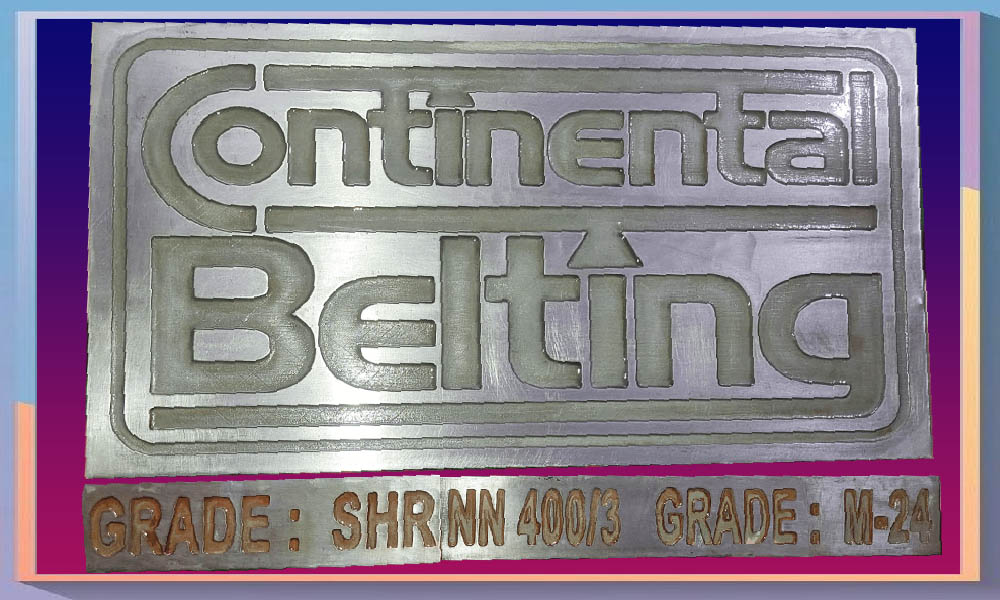 Continental
Belting
GRADE : SHR NN 400/3 GRADE : M-24